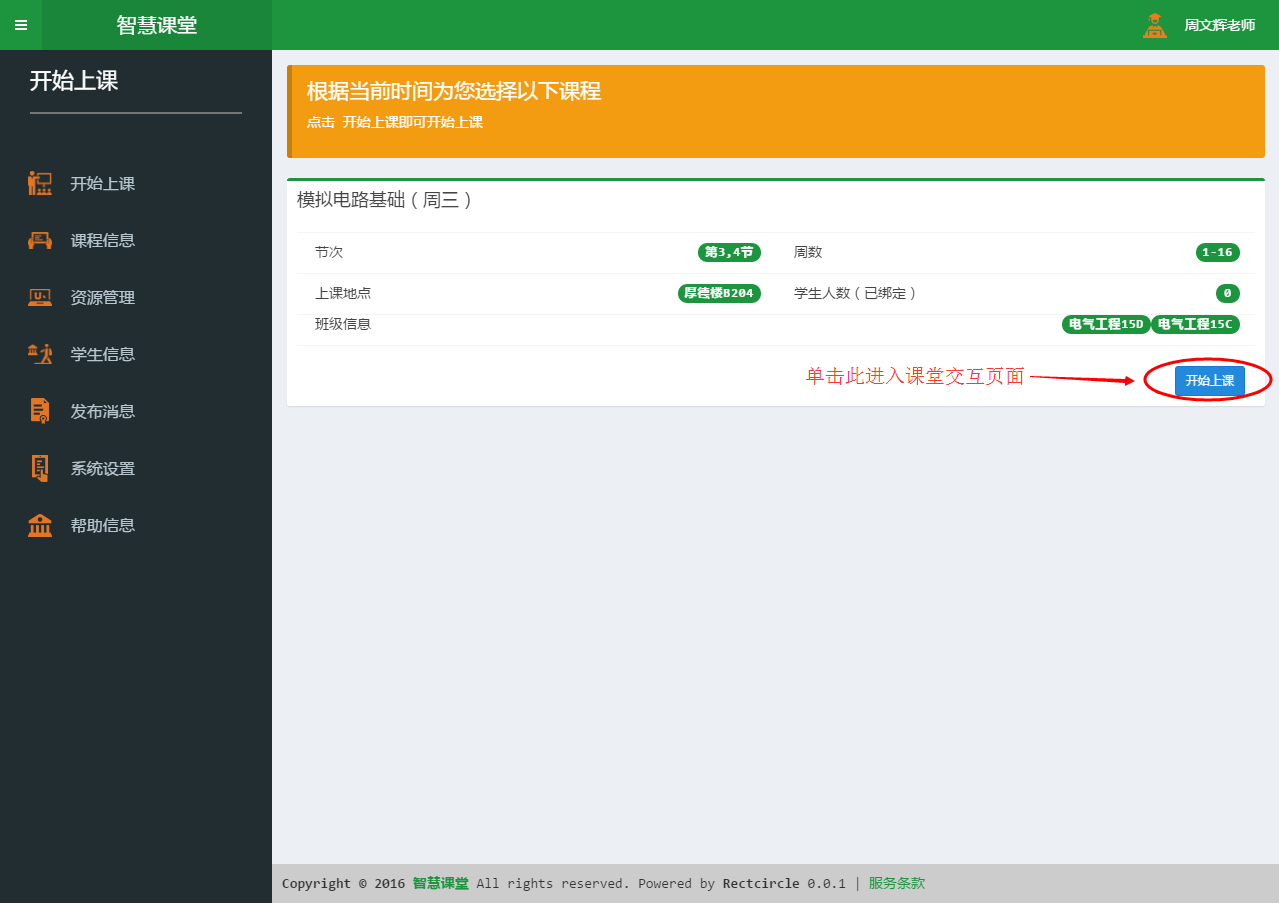 智慧课堂
周文辉老师
开始上课
根据当前时间为您选择以下课程
点击 开始上课即可开始上课
开始上课
课程信息
资源管理
学生信息
发布消息
系统设置
帮助信息
模拟电路基础（周三）
节次 第3,4节 周数 1-16
上课地点 厚德楼B204 学生人数（已绑定） 0
班级信息 电气工程15D 电气工程15C
单击此进入课堂交互页面
开始上课
Copyright © 2016 智慧课堂 All rights reserved. Powered by Rectcircle 0.0.1 | 服务条款